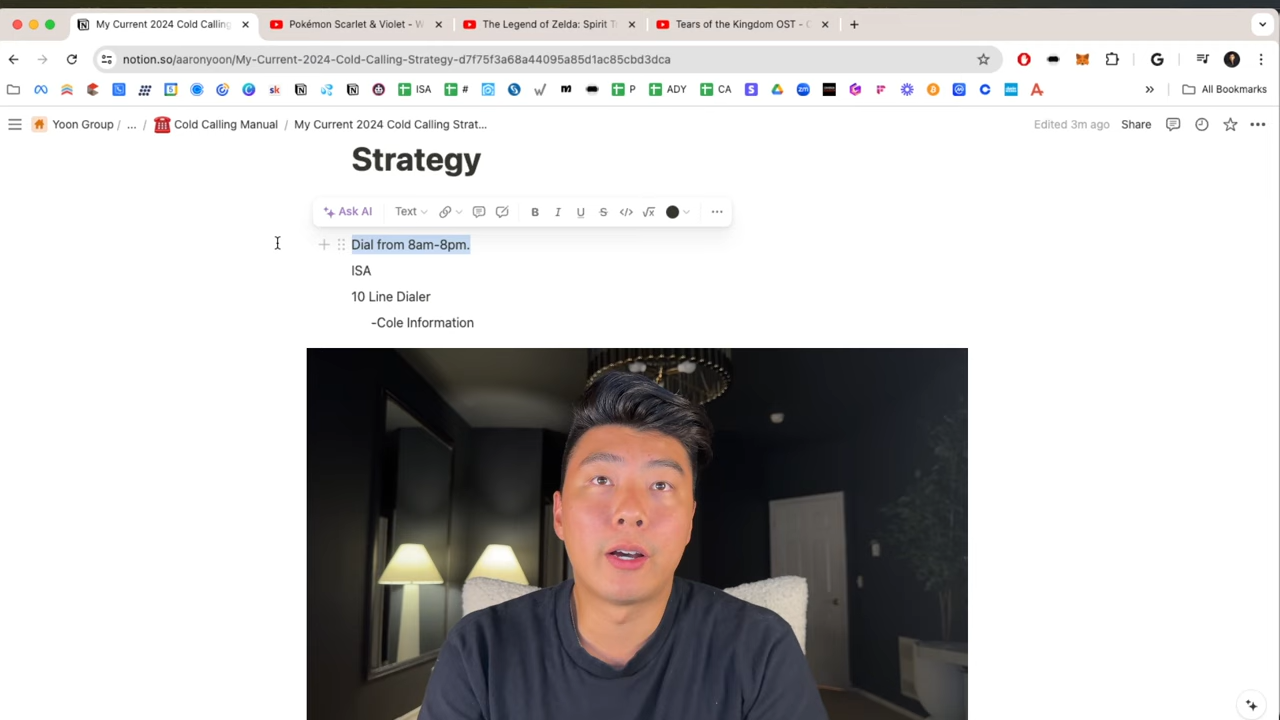 My Current 2024 Cold Calling
Pokémon Scarlet & Violet - W
The Legend of Zelda: Spirit T
Tears of the Kingdom OST - C
notion.so/aaronyoon/My-Current-2024-Cold-Calling-Strategy-d7f75f3a68a44095a85d1ac85cbd3dca
sk ISA # P ADY CA All Bookmarks
Yoon Group / ... / Cold Calling Manual / My Current 2024 Cold Calling Strat...
Edited 3m ago Share
Strategy
Ask AI Text B I U S
Dial from 8am-8pm.
ISA
10 Line Dialer
-Cole Information